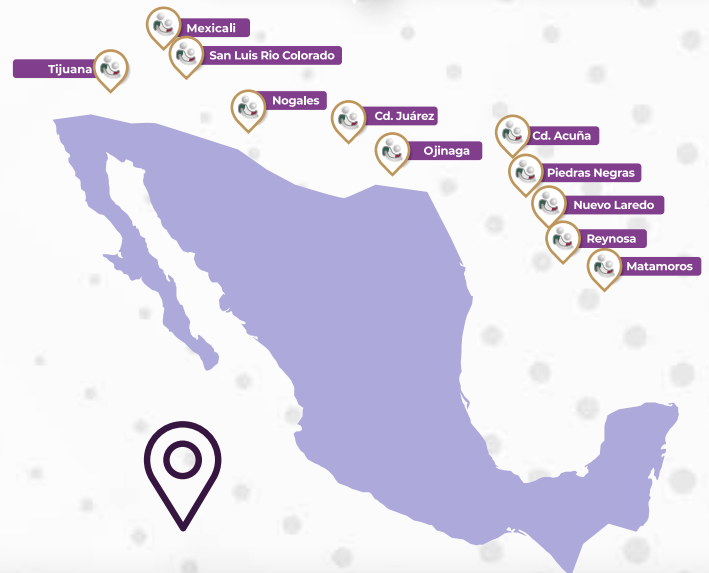 Mexicali
San Luis Rio Colorado
Tijuana
Nogales
Cd. Juárez
Ojinaga
Cd. Acuña
Piedras Negras
Nuevo Laredo
Reynosa
Matamoros